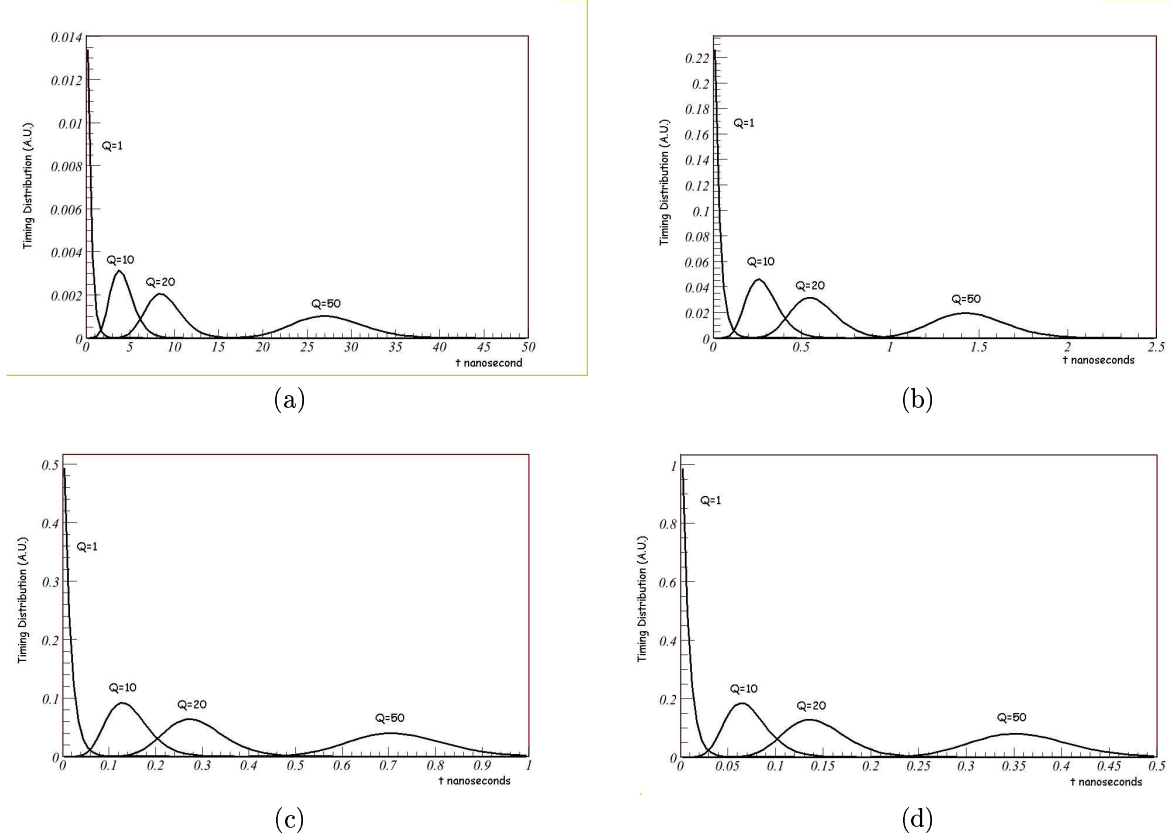 0.014
0.012
0.01
0.008
0.006
0.004
0.002
0
Timing Distribution (A.U.)
Q=1
Q=10
Q=20
Q=50
0 5 10 15 20 25 30 35 40 45 50
t nanosecond
(a)
0.22
0.2
0.18
0.16
0.14
0.12
0.1
0.08
0.06
0.04
0.02
0
Timing Distribution (A.U.)
Q=1
Q=10
Q=20
Q=50
0 0.5 1 1.5 2 2.5
t nanoseconds
(b)
0.5
0.4
0.3
0.2
0.1
0
Timing Distribution (A.U.)
Q=1
Q=10
Q=20
Q=50
0 0.1 0.2 0.3 0.4 0.5 0.6 0.7 0.8 0.9 1
t nanoseconds
(c)
1
0.8
0.6
0.4
0.2
0
Timing Distribution (A.U.)
Q=1
Q=10
Q=20
Q=50
0 0.05 0.1 0.15 0.2 0.25 0.3 0.35 0.4 0.45 0.5
t nanoseconds
(d)